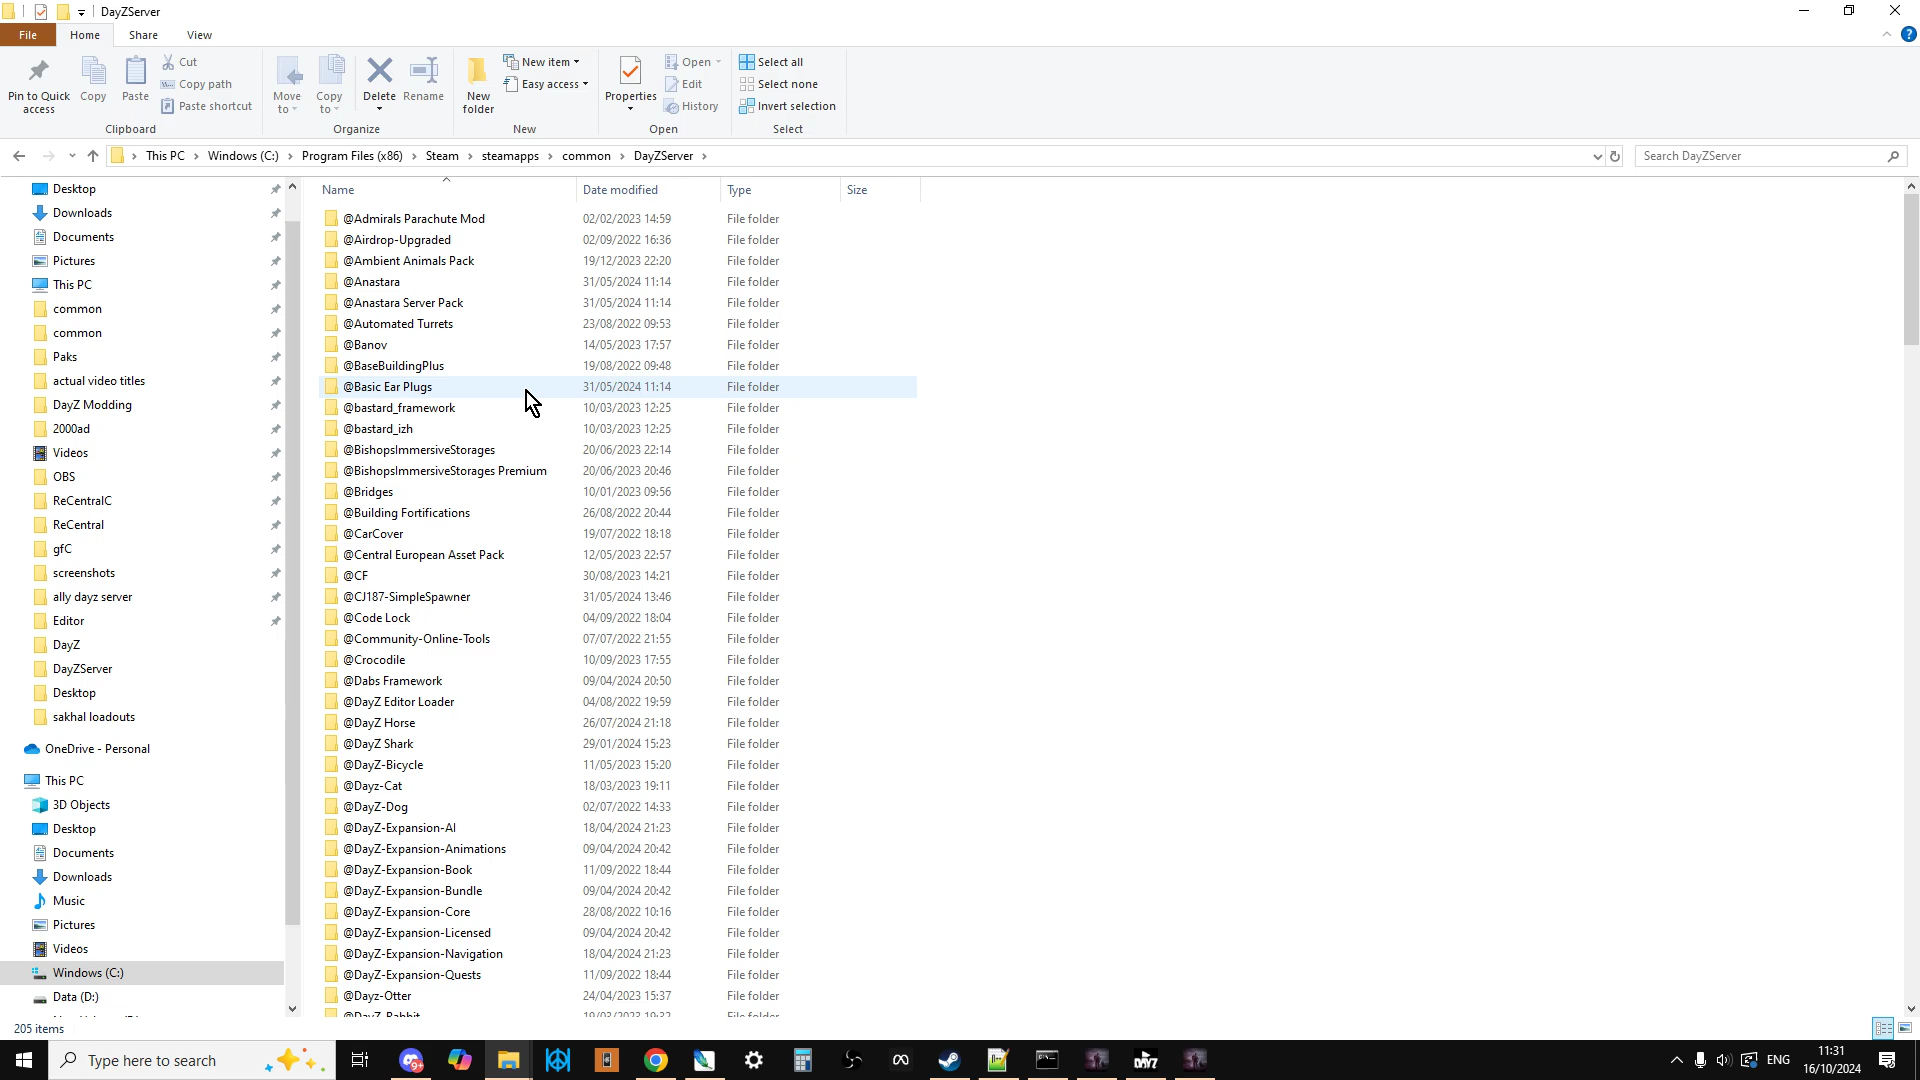 DayZServer
File
Home
Share
View
Pin to Quick access
Copy
Paste
Cut
Copy path
Paste shortcut
Clipboard
Move to
Copy to
Delete
Rename
Organize
New folder
New item
Easy access
New
Properties
Open
Edit
History
Open
Select all
Select none
Invert selection
Select
This PC
Windows (C:)
Program Files (x86)
Steam
steamapps
common
DayZServer
Search DayZServer
Desktop
Downloads
Documents
Pictures
This PC
common
common
Paks
actual video titles
DayZ Modding
2000ad
Videos
OBS
ReCentralC
ReCentral
gfC
screenshots
ally dayz server
Editor
DayZ
DayZServer
Desktop
sakhal loadouts
OneDrive - Personal
This PC
3D Objects
Desktop
Documents
Downloads
Music
Pictures
Videos
Windows (C:)
Data (D:)
Name Date modified Type Size
@Admirals Parachute Mod 02/02/2023 14:59 File folder
@Airdrop-Upgraded 02/09/2022 16:36 File folder
@Ambient Animals Pack 19/12/2023 22:20 File folder
@Anastara 31/05/2024 11:14 File folder
@Anastara Server Pack 31/05/2024 11:14 File folder
@Automated Turrets 23/08/2022 09:53 File folder
@Banov 14/05/2023 17:57 File folder
@BaseBuildingPlus 19/08/2022 09:48 File folder
@Basic Ear Plugs 31/05/2024 11:14 File folder
@bastard_framework 10/03/2023 12:25 File folder
@bastard_izh 10/03/2023 12:25 File folder
@BishopsImmersiveStorages 20/06/2023 22:14 File folder
@BishopsImmersiveStorages Premium 20/06/2023 20:46 File folder
@Bridges 10/01/2023 09:56 File folder
@Building Fortifications 26/08/2022 20:44 File folder
@CarCover 19/07/2022 18:18 File folder
@Central European Asset Pack 12/05/2023 22:57 File folder
@CF 30/08/2023 14:21 File folder
@CJ187-SimpleSpawner 31/05/2024 13:46 File folder
@Code Lock 04/09/2022 18:04 File folder
@Community-Online-Tools 07/07/2022 21:55 File folder
@Crocodile 10/09/2023 17:55 File folder
@Dabs Framework 09/04/2024 20:50 File folder
@DayZ Editor Loader 04/08/2022 19:59 File folder
@DayZ Horse 26/07/2024 21:18 File folder
@DayZ Shark 29/01/2024 15:23 File folder
@DayZ-Bicycle 11/05/2023 15:20 File folder
@Dayz-Cat 18/03/2023 19:11 File folder
@DayZ-Dog 02/07/2022 14:33 File folder
@DayZ-Expansion-AI 18/04/2024 21:23 File folder
@DayZ-Expansion-Animations 09/04/2024 20:42 File folder
@DayZ-Expansion-Book 11/09/2022 18:44 File folder
@DayZ-Expansion-Bundle 09/04/2024 20:42 File folder
@DayZ-Expansion-Core 28/08/2022 10:16 File folder
@DayZ-Expansion-Licensed 09/04/2024 20:42 File folder
@DayZ-Expansion-Navigation 18/04/2024 21:23 File folder
@DayZ-Expansion-Quests 11/09/2022 18:44 File folder
@Dayz-Otter 24/04/2023 15:37 File folder
205 items
Type here to search
DAYZ
ENG
11:31
16/10/2024